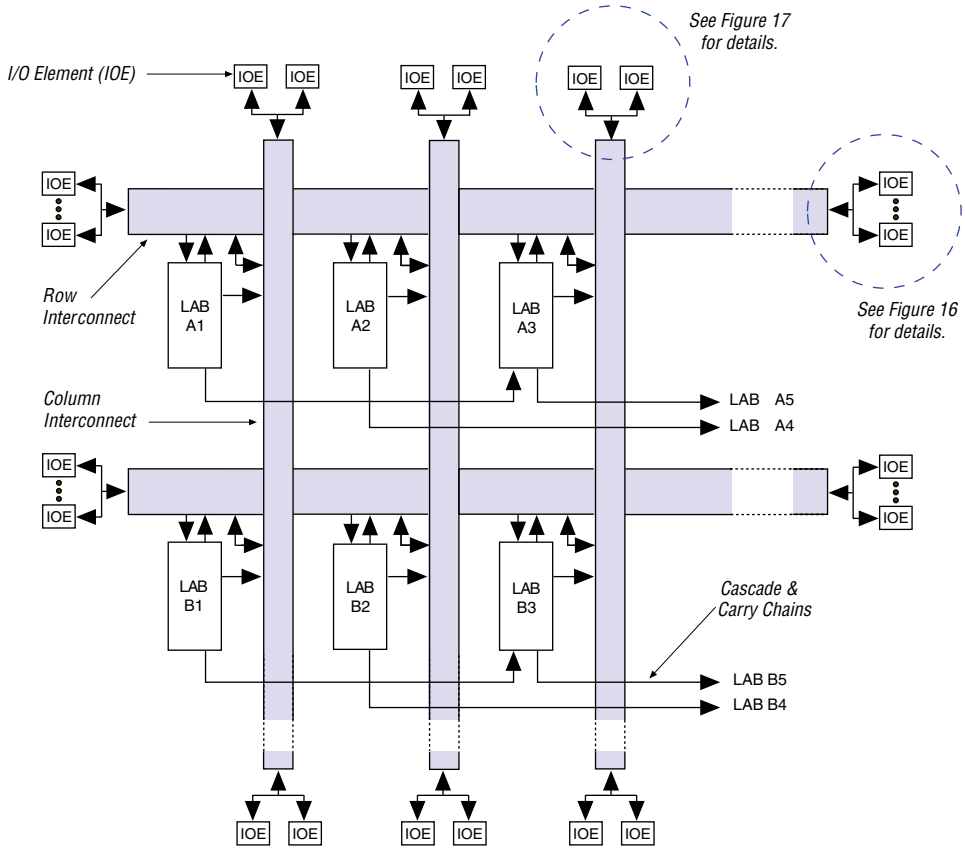 See Figure 17
for details.
I/O Element (IOE)
IOE
IOE
IOE
IOE
IOE
IOE
IOE
IOE
IOE
IOE
Row
Interconnect
LAB
A1
LAB
A2
LAB
A3
See Figure 16
for details.
Column
Interconnect
LAB A5
LAB A4
IOE
IOE
IOE
IOE
LAB
B1
LAB
B2
LAB
B3
Cascade &
Carry Chains
LAB B5
LAB B4
IOE
IOE
IOE
IOE
IOE
IOE